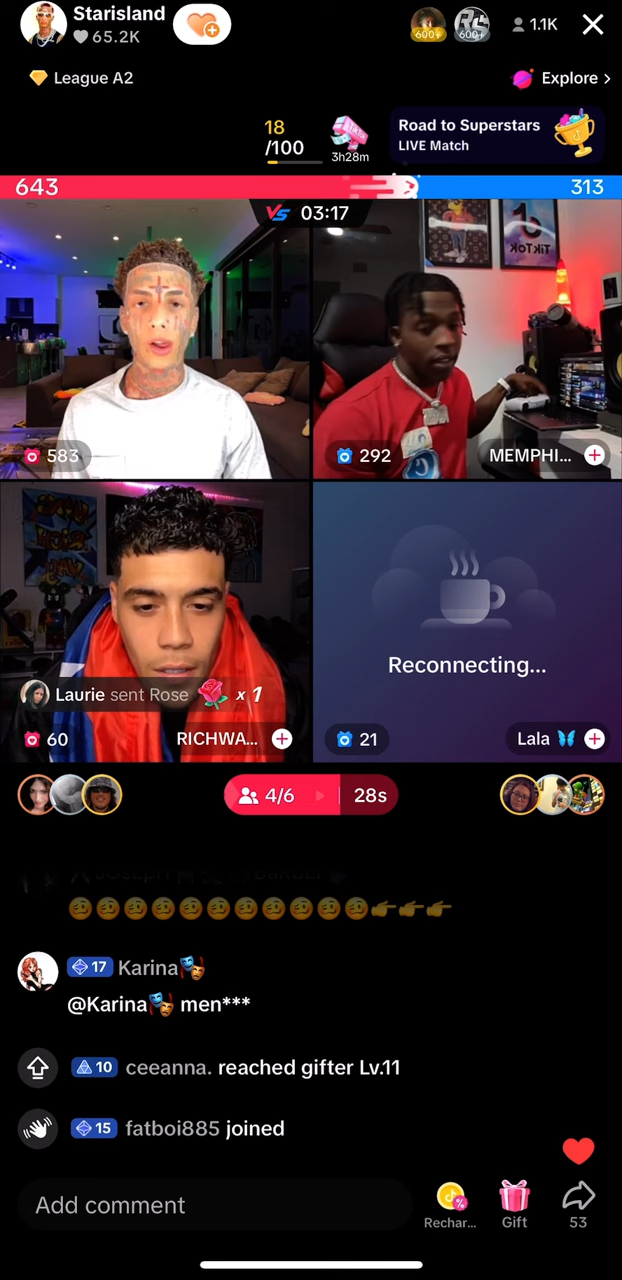 Starisland
65.2K
600+
600+
1.1K
League A2
Explore >
18
/100
3h28m
Road to Superstars
LIVE Match
643
313
VS 03:17
TikTok
583
292
MEMPHI...
Reconnecting...
Laurie sent Rose x 1
60
RICHWA...
21
Lala
4/6
28s
17 Karina
@Karina men***
10 ceeanna. reached gifter Lv.11
15 fatboi885 joined
Add comment
Rechar...
Gift
53